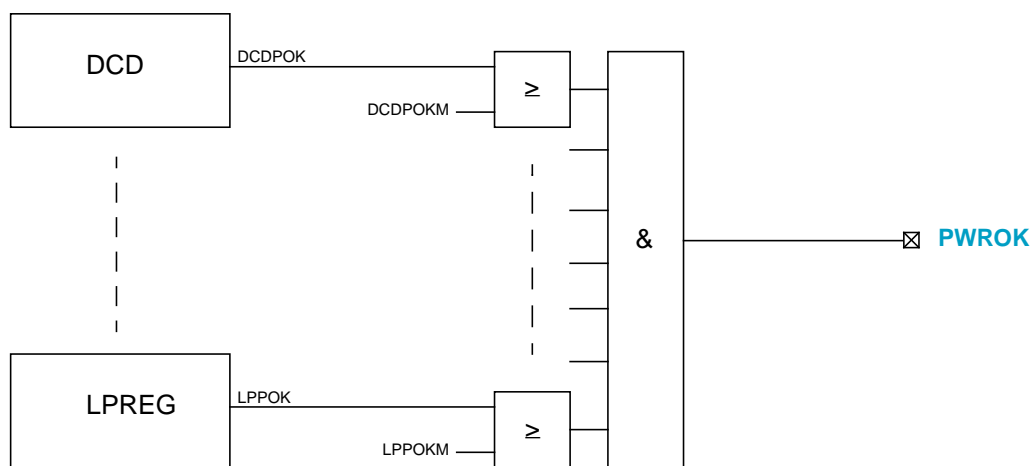 DCD
DCDPOK
≥
DCDPOKM
&
PWROK
LPREG
LPPOK
≥
LPPOKM